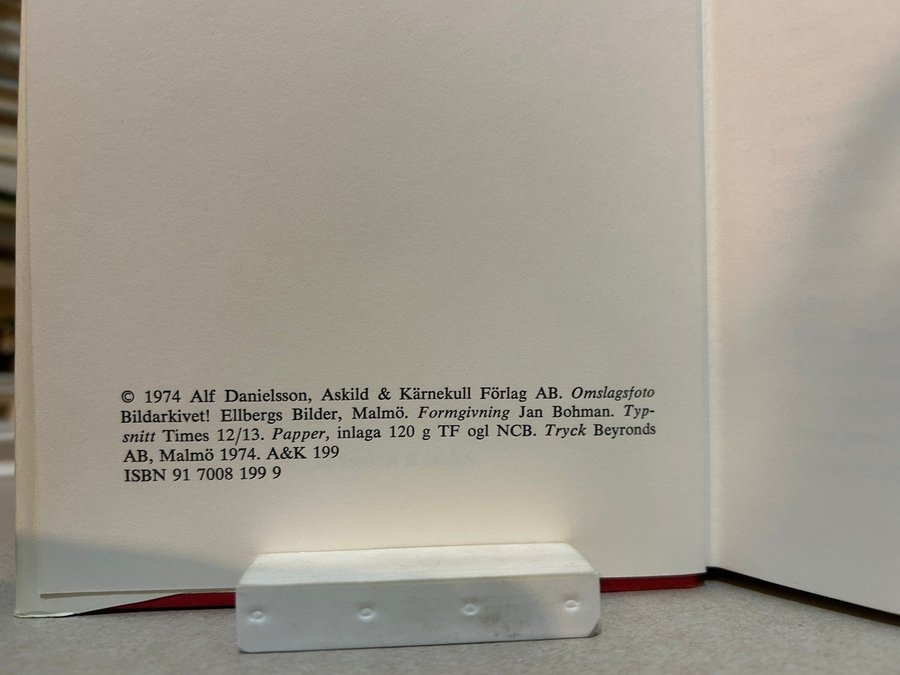 © 1974 Alf Danielsson, Askild & Kärnekull Förlag AB. Omslagsfoto
Bildarkivet! Ellbergs Bilder, Malmö. Formgivning Jan Bohman. Typ-
snitt Times 12/13. Papper, inlaga 120 g TF ogl NCB. Tryck Beyronds
AB, Malmö 1974. A&K 199
ISBN 91 7008 199 9